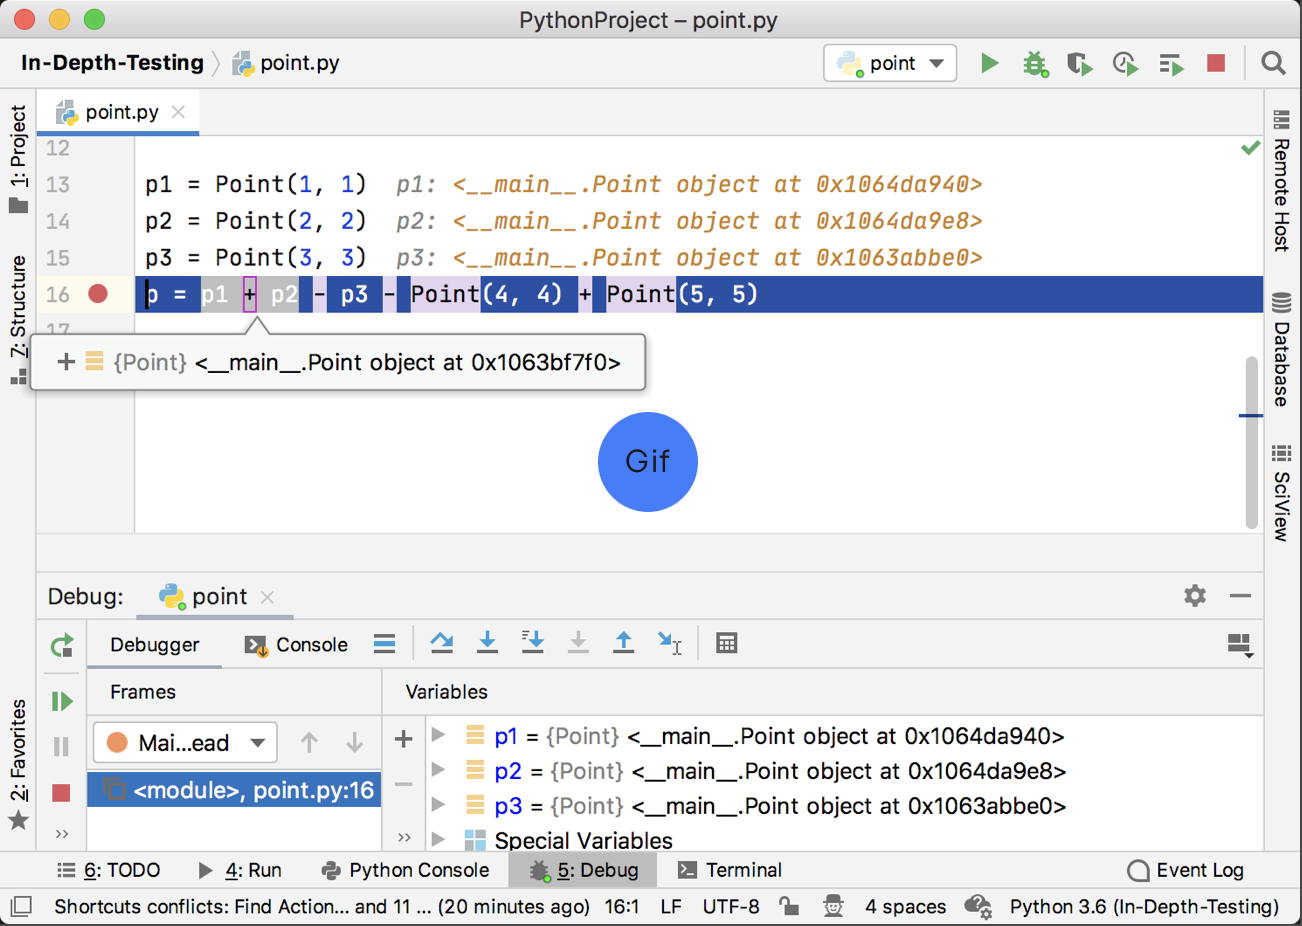 PythonProject – point.py
In-Depth-Testing point.py point
point.py
1: Project
7: Structure
2: Favorites
Remote Host
Database
SciView
12
13 p1 = Point(1, 1) p1: <__main__.Point object at 0x1064da940>
14 p2 = Point(2, 2) p2: <__main__.Point object at 0x1064da9e8>
15 p3 = Point(3, 3) p3: <__main__.Point object at 0x1063abbe0>
16 p = p1 + p2 - p3 - Point(4, 4) + Point(5, 5)
17
+ {Point} <__main__.Point object at 0x1063bf7f0>
Gif
Debug: point
Debugger Console
Frames Variables
Mai...ead
<module>, point.py:16
p1 = {Point} <__main__.Point object at 0x1064da940>
p2 = {Point} <__main__.Point object at 0x1064da9e8>
p3 = {Point} <__main__.Point object at 0x1063abbe0>
Special Variables
6: TODO 4: Run Python Console 5: Debug Terminal Event Log
Shortcuts conflicts: Find Action... and 11 ... (20 minutes ago) 16:1 LF UTF-8 4 spaces Python 3.6 (In-Depth-Testing)